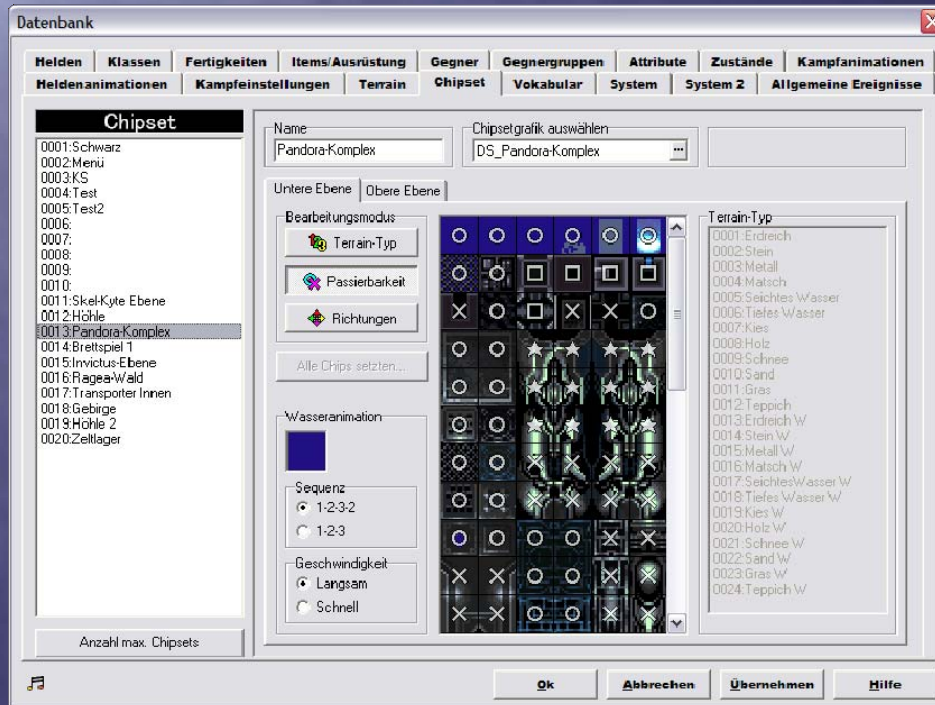 Datenbank
Helden Klassen Fertigkeiten Items/Ausrüstung Gegner Gegnergruppen Attribute Zustände Kampfanimationen
Heldenanimationen Kampfeinstellungen Terrain Chipset Vokabular System System 2 Allgemeine Ereignisse
Chipset
0001:Schwarz
0002:Menü
0003:KS
0004:Test
0005:Test2
0006:
0007:
0008:
0009:
0010:
0011:Skel-Kyte Ebene
0012:Höhle
0013:Pandora-Komplex
0014:Brettspiel 1
0015:Invictus-Ebene
0016:Ragea-Wald
0017:Transporter Innen
0018:Gebirge
0019:Höhle 2
0020:Zeltlager
Anzahl max. Chipsets
Name
Pandora-Komplex
Chipsetgrafik auswählen
DS_Pandora-Komplex
...
Untere Ebene Obere Ebene
Bearbeitungsmodus
Terrain-Typ
Passierbarkeit
Richtungen
Alle Chips setzten...
Wasseranimation
Sequenz
1-2-3-2
1-2-3
Geschwindigkeit
Langsam
Schnell
Terrain-Typ
0001:Erdreich
0002:Stein
0003:Metall
0004:Matsch
0005:Seichtes Wasser
0006:Tiefes Wasser
0007:Kies
0008:Holz
0009:Schnee
0010:Sand
0011:Gras
0012:Teppich
0013:Erdreich W
0014:Stein W
0015:Metall W
0016:Matsch W
0017:SeichtesWasser W
0018:Tiefes Wasser W
0019:Kies W
0020:Holz W
0021:Schnee W
0022:Sand W
0023:Gras W
0024:Teppich W
Ok Abbrechen Übernehmen Hilfe